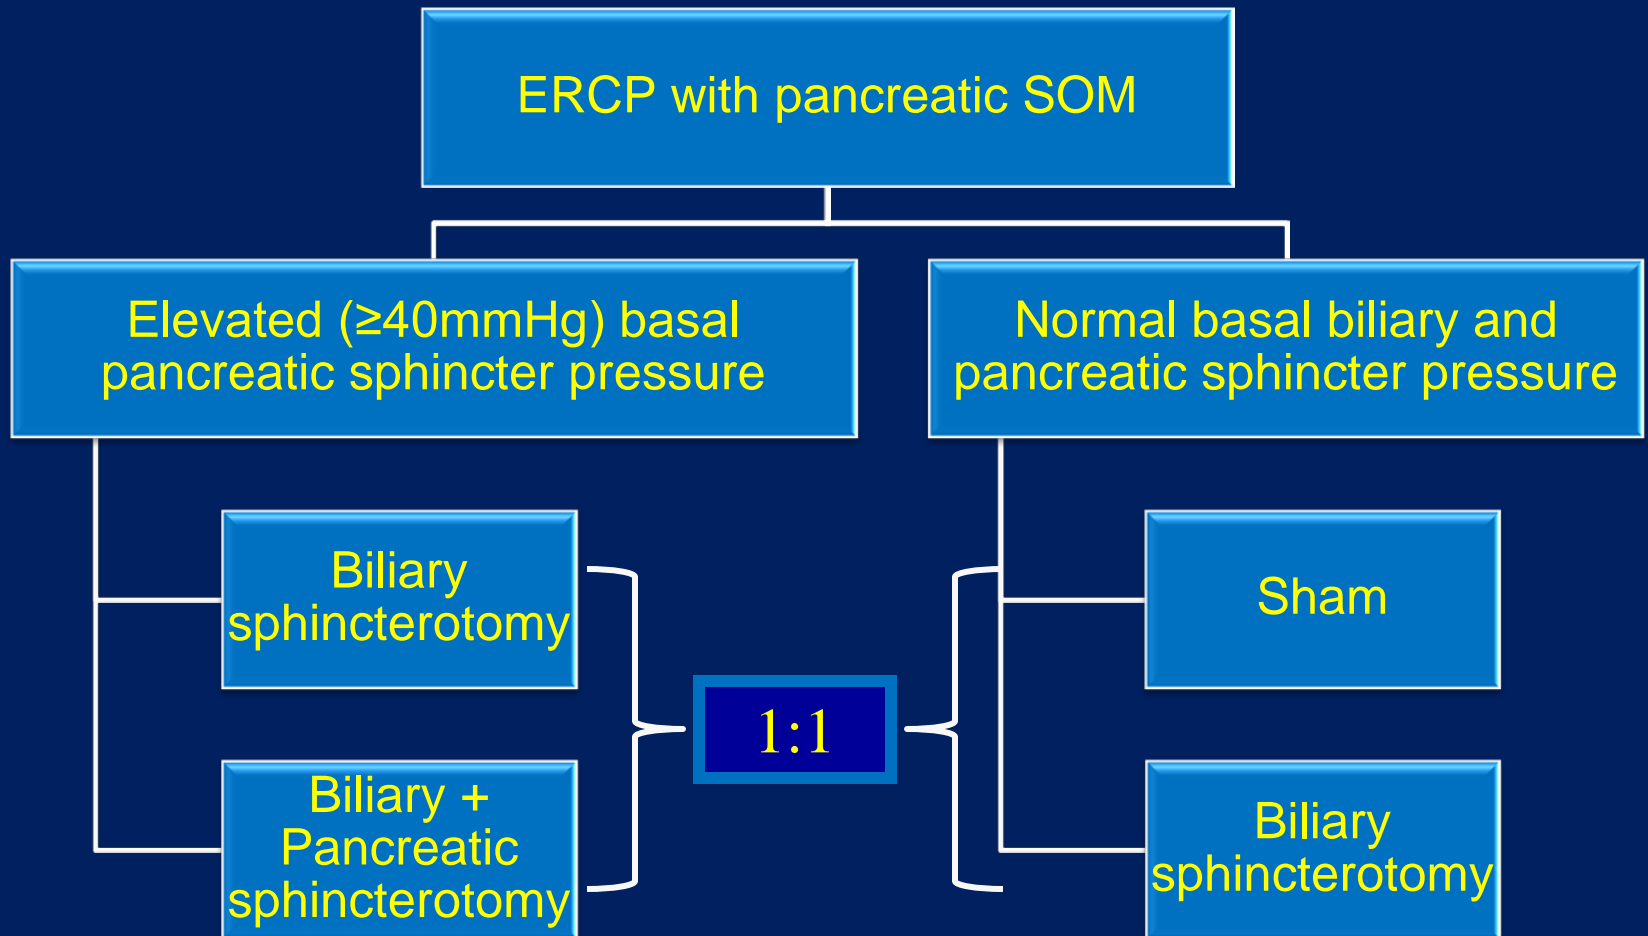 ERCP with pancreatic SOM
Elevated (≥40mmHg) basal
pancreatic sphincter pressure
Normal basal biliary and
pancreatic sphincter pressure
Biliary
sphincterotomy
Sham
1:1
Biliary +
Pancreatic
sphincterotomy
Biliary
sphincterotomy